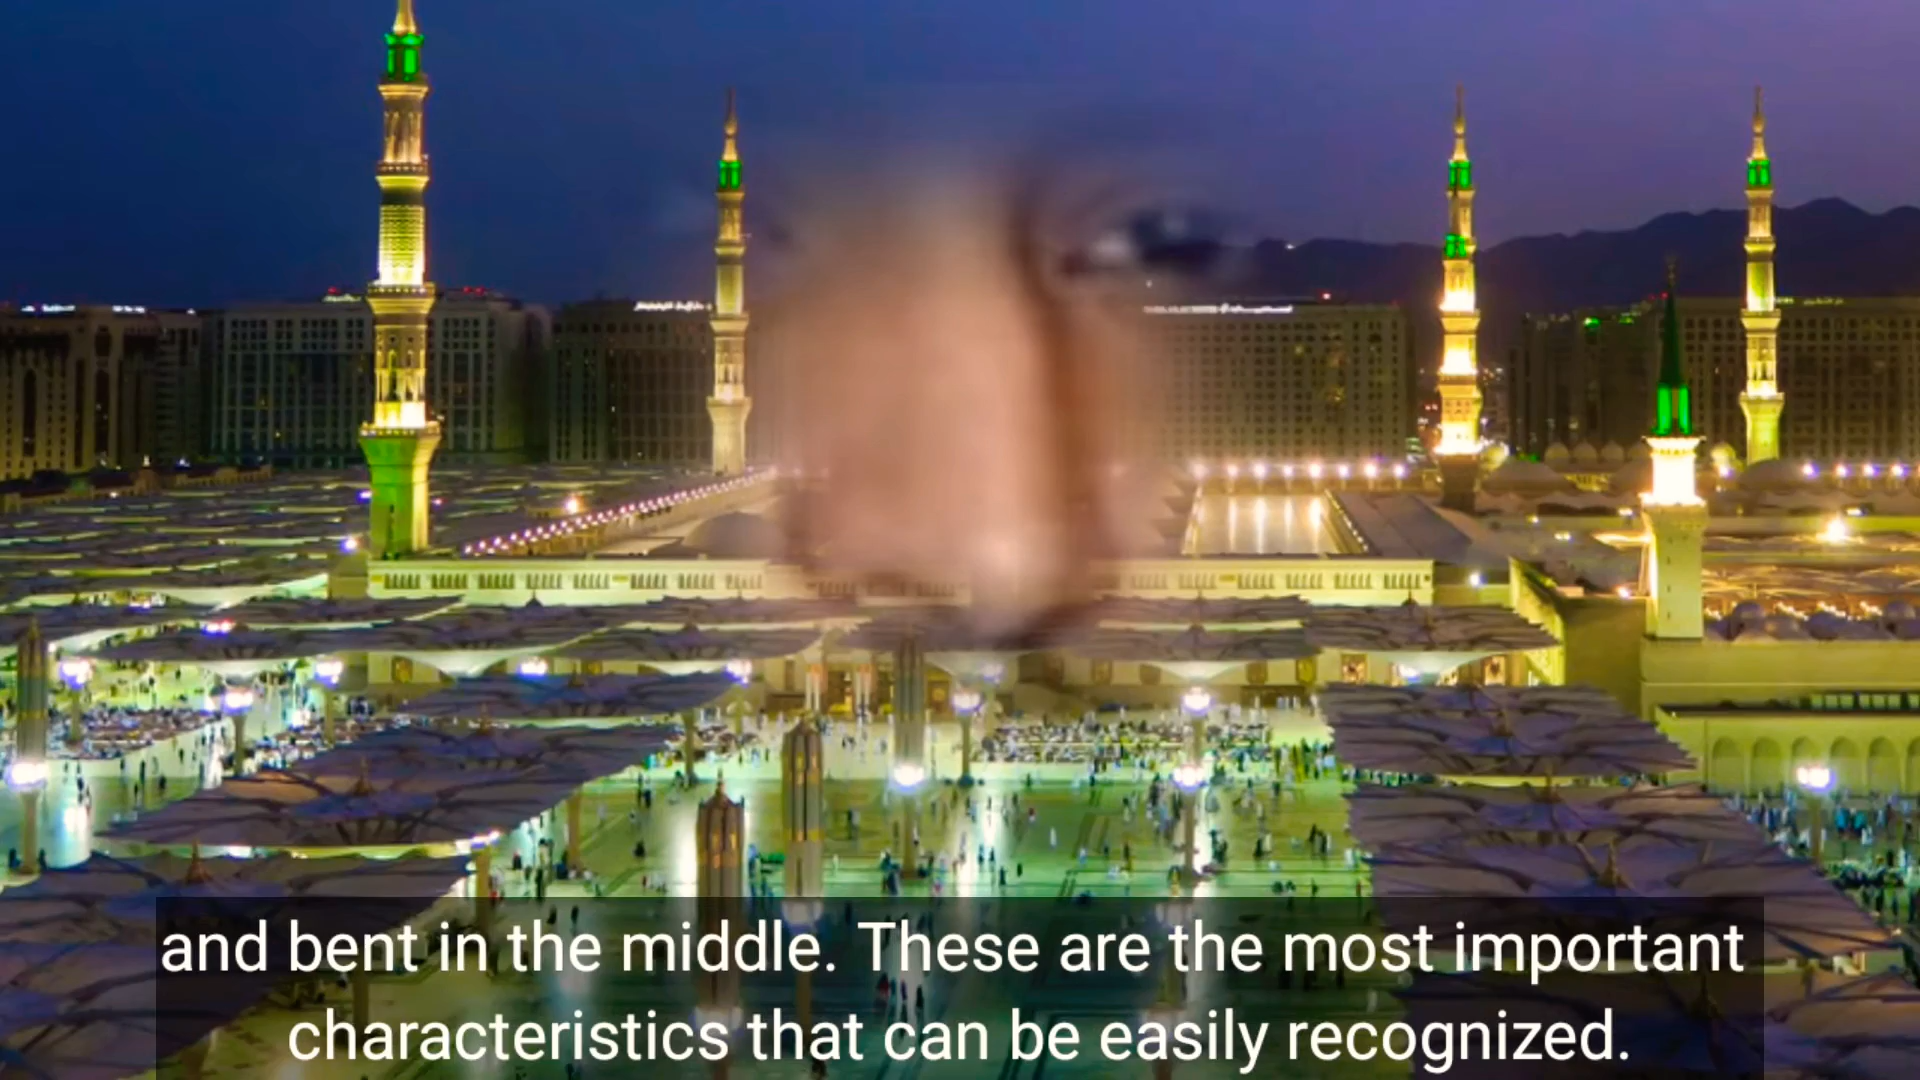 and bent in the middle. These are the most important
characteristics that can be easily recognized.